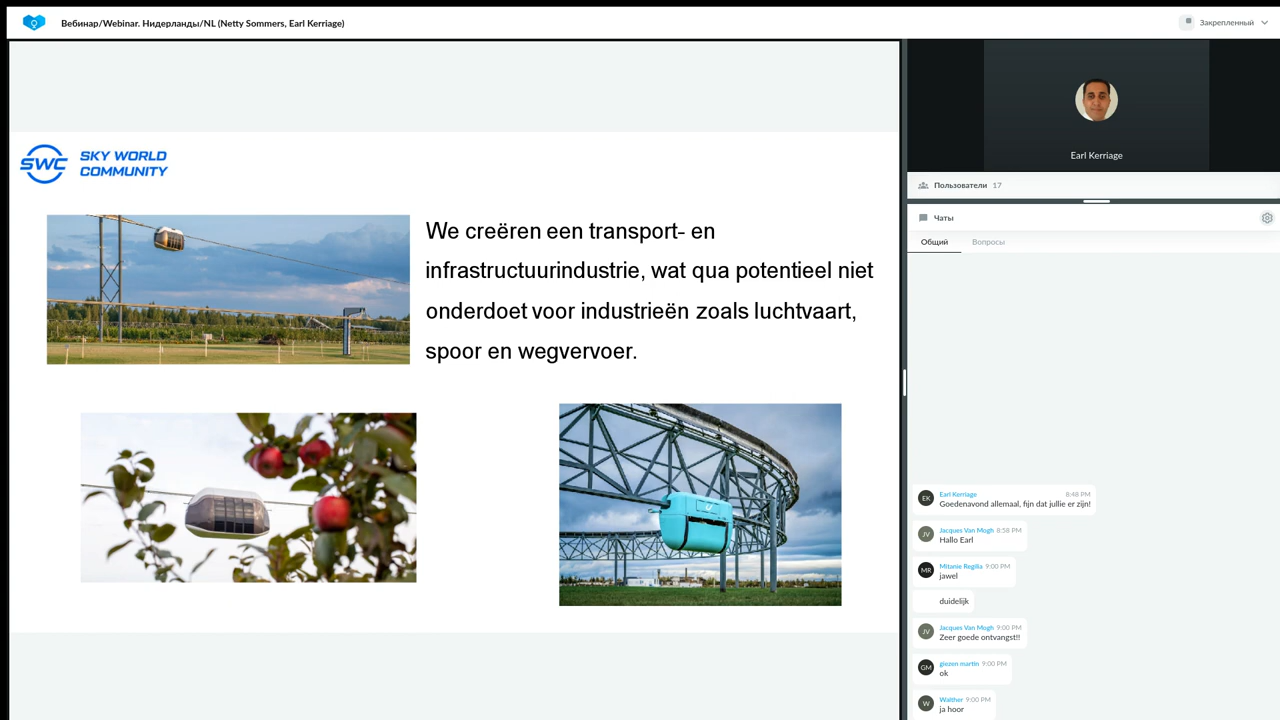 Вебинар/Webinar. Нидерланды/NL (Netty Sommers, Earl Kerriage)
Закрепленный
SWC
SKY WORLD
COMMUNITY
We creëren een transport- en
infrastructuurindustrie, wat qua potentieel niet
onderdoet voor industrieën zoals luchtvaart,
spoor en wegvervoer.
Earl Kerriage
Пользователи 17
Чаты
Общий Вопросы
EK
Earl Kerriage 8:48 PM
Goedenavond allemaal, fijn dat jullie er zijn!
JV
Jacques Van Mogh 8:58 PM
Hallo Earl
MR
Mitanie Regilia 9:00 PM
jawel
duidelijk
JV
Jacques Van Mogh 9:00 PM
Zeer goede ontvangst!!
GM
giezen martin 9:00 PM
ok
W
Walther 9:00 PM
ja hoor